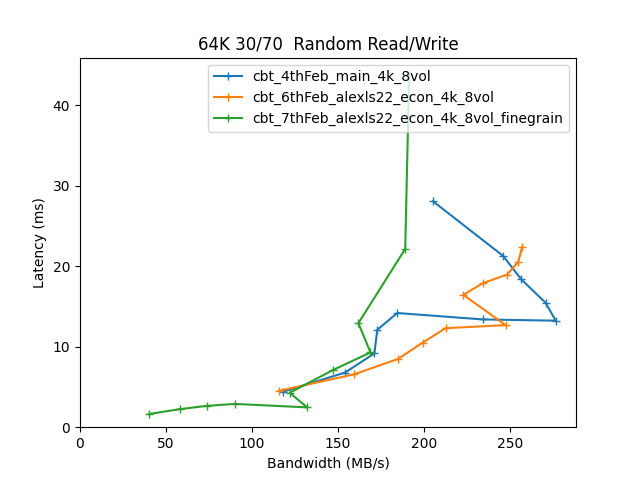 64K 30/70  Random Read/Write
cbt_4thFeb_main_4k_8vol
cbt_6thFeb_alexls22_econ_4k_8vol
cbt_7thFeb_alexls22_econ_4k_8vol_finegrain
Latency (ms)
40
30
20
10
0
0 50 100 150 200 250
Bandwidth (MB/s)